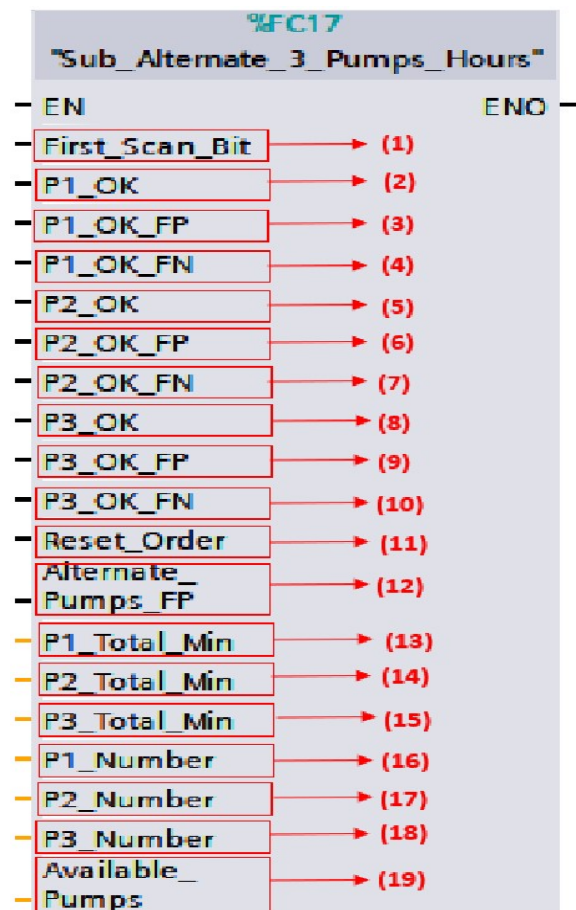 %FC17
"Sub_Alternate_3_Pumps_Hours"
EN ENO
First_Scan_Bit (1)
P1_OK (2)
P1_OK_FP (3)
P1_OK_FN (4)
P2_OK (5)
P2_OK_FP (6)
P2_OK_FN (7)
P3_OK (8)
P3_OK_FP (9)
P3_OK_FN (10)
Reset_Order (11)
Alternate_
Pumps_FP (12)
P1_Total_Min (13)
P2_Total_Min (14)
P3_Total_Min (15)
P1_Number (16)
P2_Number (17)
P3_Number (18)
Available_
Pumps (19)